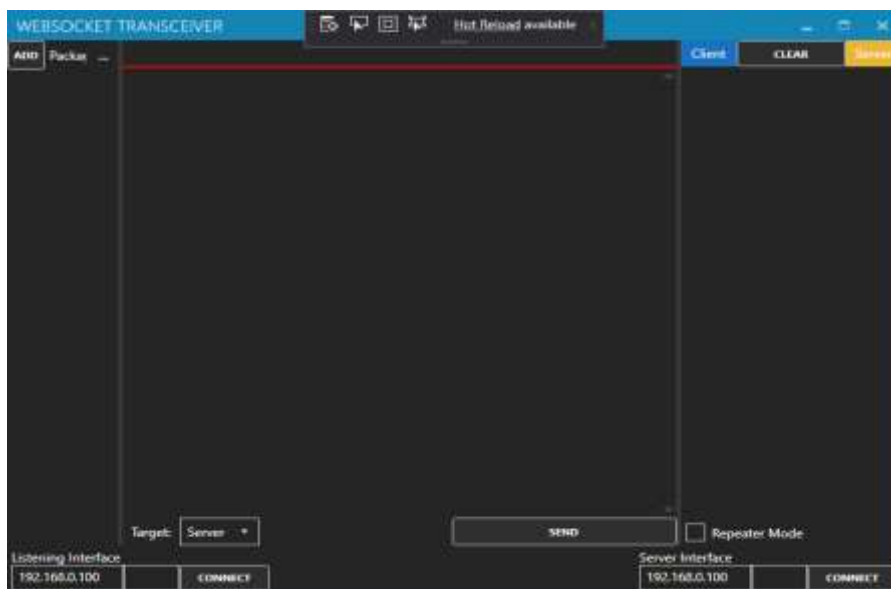 WEBSOCKET TRANSCEIVER
Hot Reload available
ADD Packag ...
Client CLEAR Server
Target: Server SEND Repeater Mode
Listening Interface Server Interface
192.168.0.100 CONNECT 192.168.0.100 CONNECT